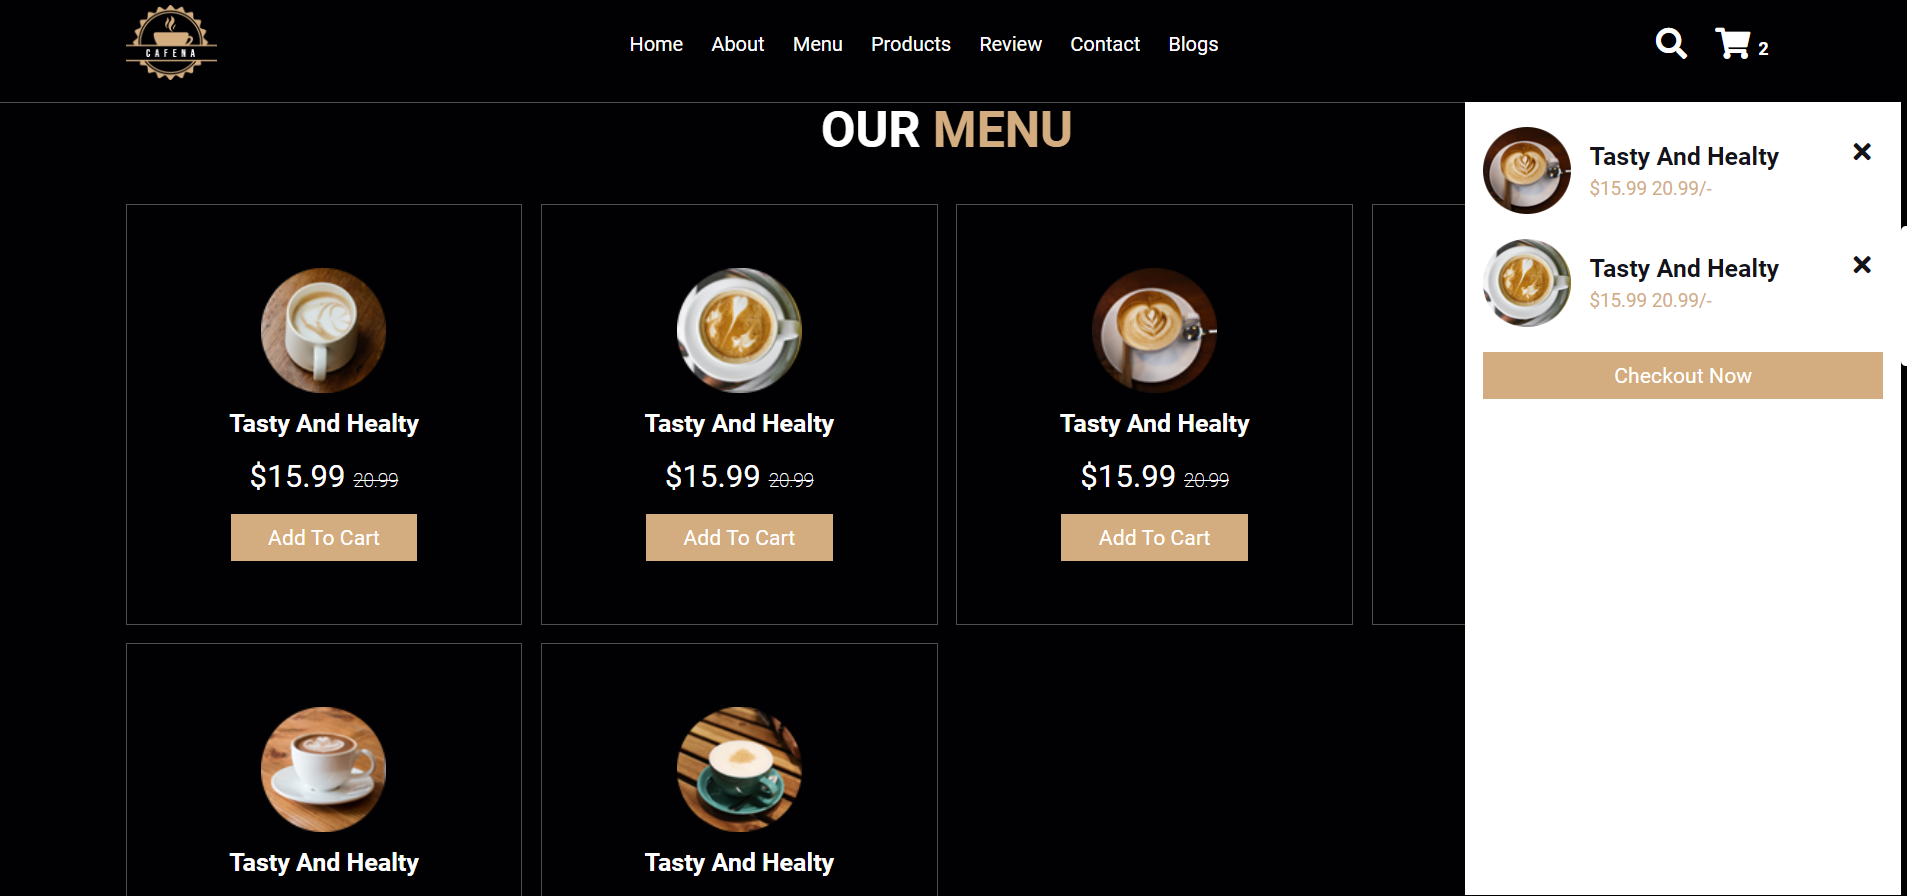 CAFENA
Home About Menu Products Review Contact Blogs
2
OUR MENU
Tasty And Healty
$15.99 20.99
Add To Cart
Tasty And Healty
$15.99 20.99
Add To Cart
Tasty And Healty
$15.99 20.99
Add To Cart
Tasty And Healty
Tasty And Healty
Tasty And Healty
$15.99 20.99/-
Tasty And Healty
$15.99 20.99/-
Checkout Now